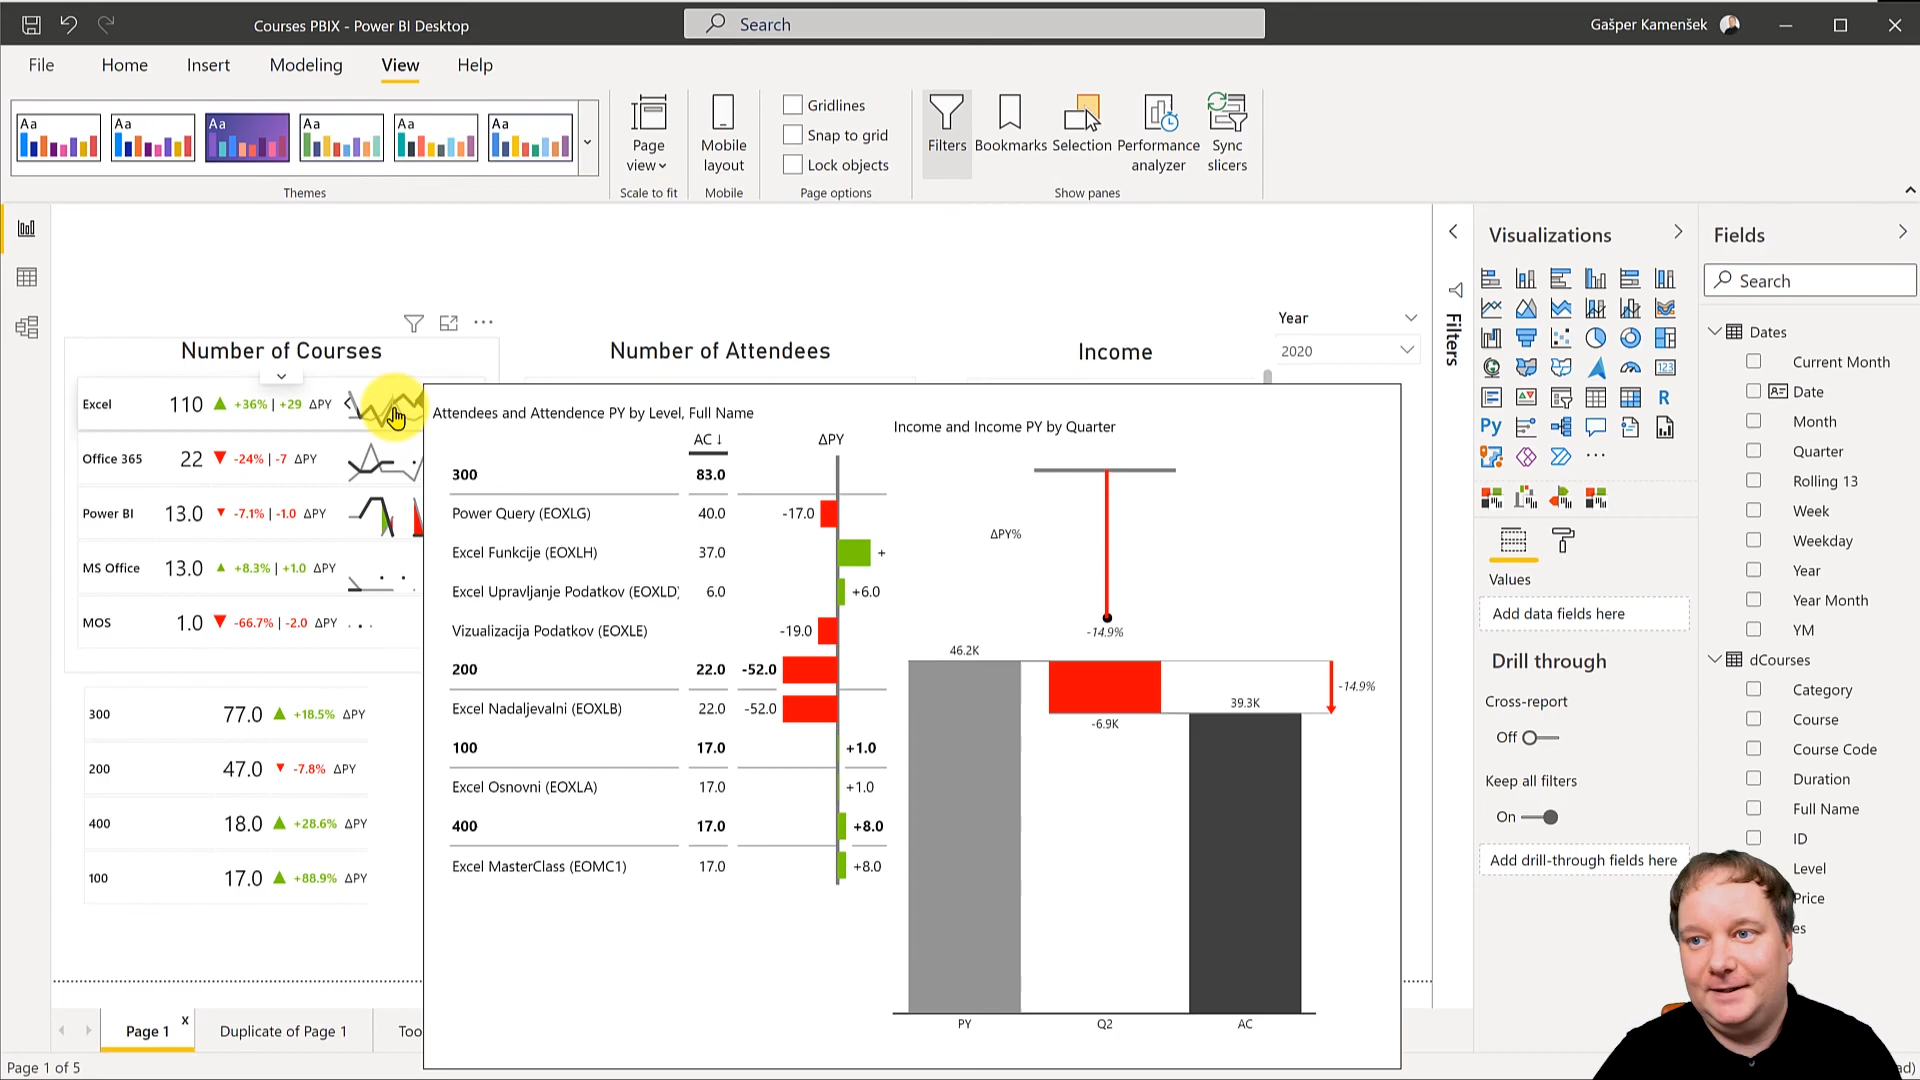 Courses PBIX - Power BI Desktop
Search
Gašper Kamenšek
File
Home
Insert
Modeling
View
Help
Aa
Aa
Aa
Aa
Aa
Aa
Themes
Page view
Scale to fit
Mobile layout
Mobile
Gridlines
Snap to grid
Lock objects
Page options
Filters
Bookmarks
Selection
Performance analyzer
Sync slicers
Show panes
Number of Courses
Excel 110 ▲ +36% | +29 ΔPY
Office 365 22 ▼ -24% | -7 ΔPY
Power BI 13.0 ▼ -7.1% | -1.0 ΔPY
MS Office 13.0 ▲ +8.3% | +1.0 ΔPY
MOS 1.0 ▼ -66.7% | -2.0 ΔPY
300 77.0 ▲ +18.5% ΔPY
200 47.0 ▼ -7.8% ΔPY
400 18.0 ▲ +28.6% ΔPY
100 17.0 ▲ +88.9% ΔPY
Number of Attendees
Income
Year
2020
Attendees and Attendence PY by Level, Full Name
AC ↓ ΔPY
300 83.0
Power Query (EOXLG) 40.0 -17.0
Excel Funkcije (EOXLH) 37.0 +
Excel Upravljanje Podatkov (EOXLD) 6.0 +6.0
Vizualizacija Podatkov (EOXLE) -19.0
200 22.0 -52.0
Excel Nadaljevalni (EOXLB) 22.0 -52.0
100 17.0 +1.0
Excel Osnovni (EOXLA) 17.0 +1.0
400 17.0 +8.0
Excel MasterClass (EOMC1) 17.0 +8.0
Income and Income PY by Quarter
ΔPY%
-14.9%
46.2K
-6.9K
39.3K
-14.9%
PY
Q2
AC
Filters
Visualizations
R
Py
Values
Add data fields here
Drill through
Cross-report
Off
Keep all filters
On
Add drill-through fields here
Fields
Search
Dates
Current Month
Date
Month
Quarter
Rolling 13
Week
Weekday
Year
Year Month
YM
dCourses
Category
Course
Course Code
Duration
Full Name
ID
Level
Price
es
Page 1
x
Duplicate of Page 1
Too
Page 1 of 5
ad)